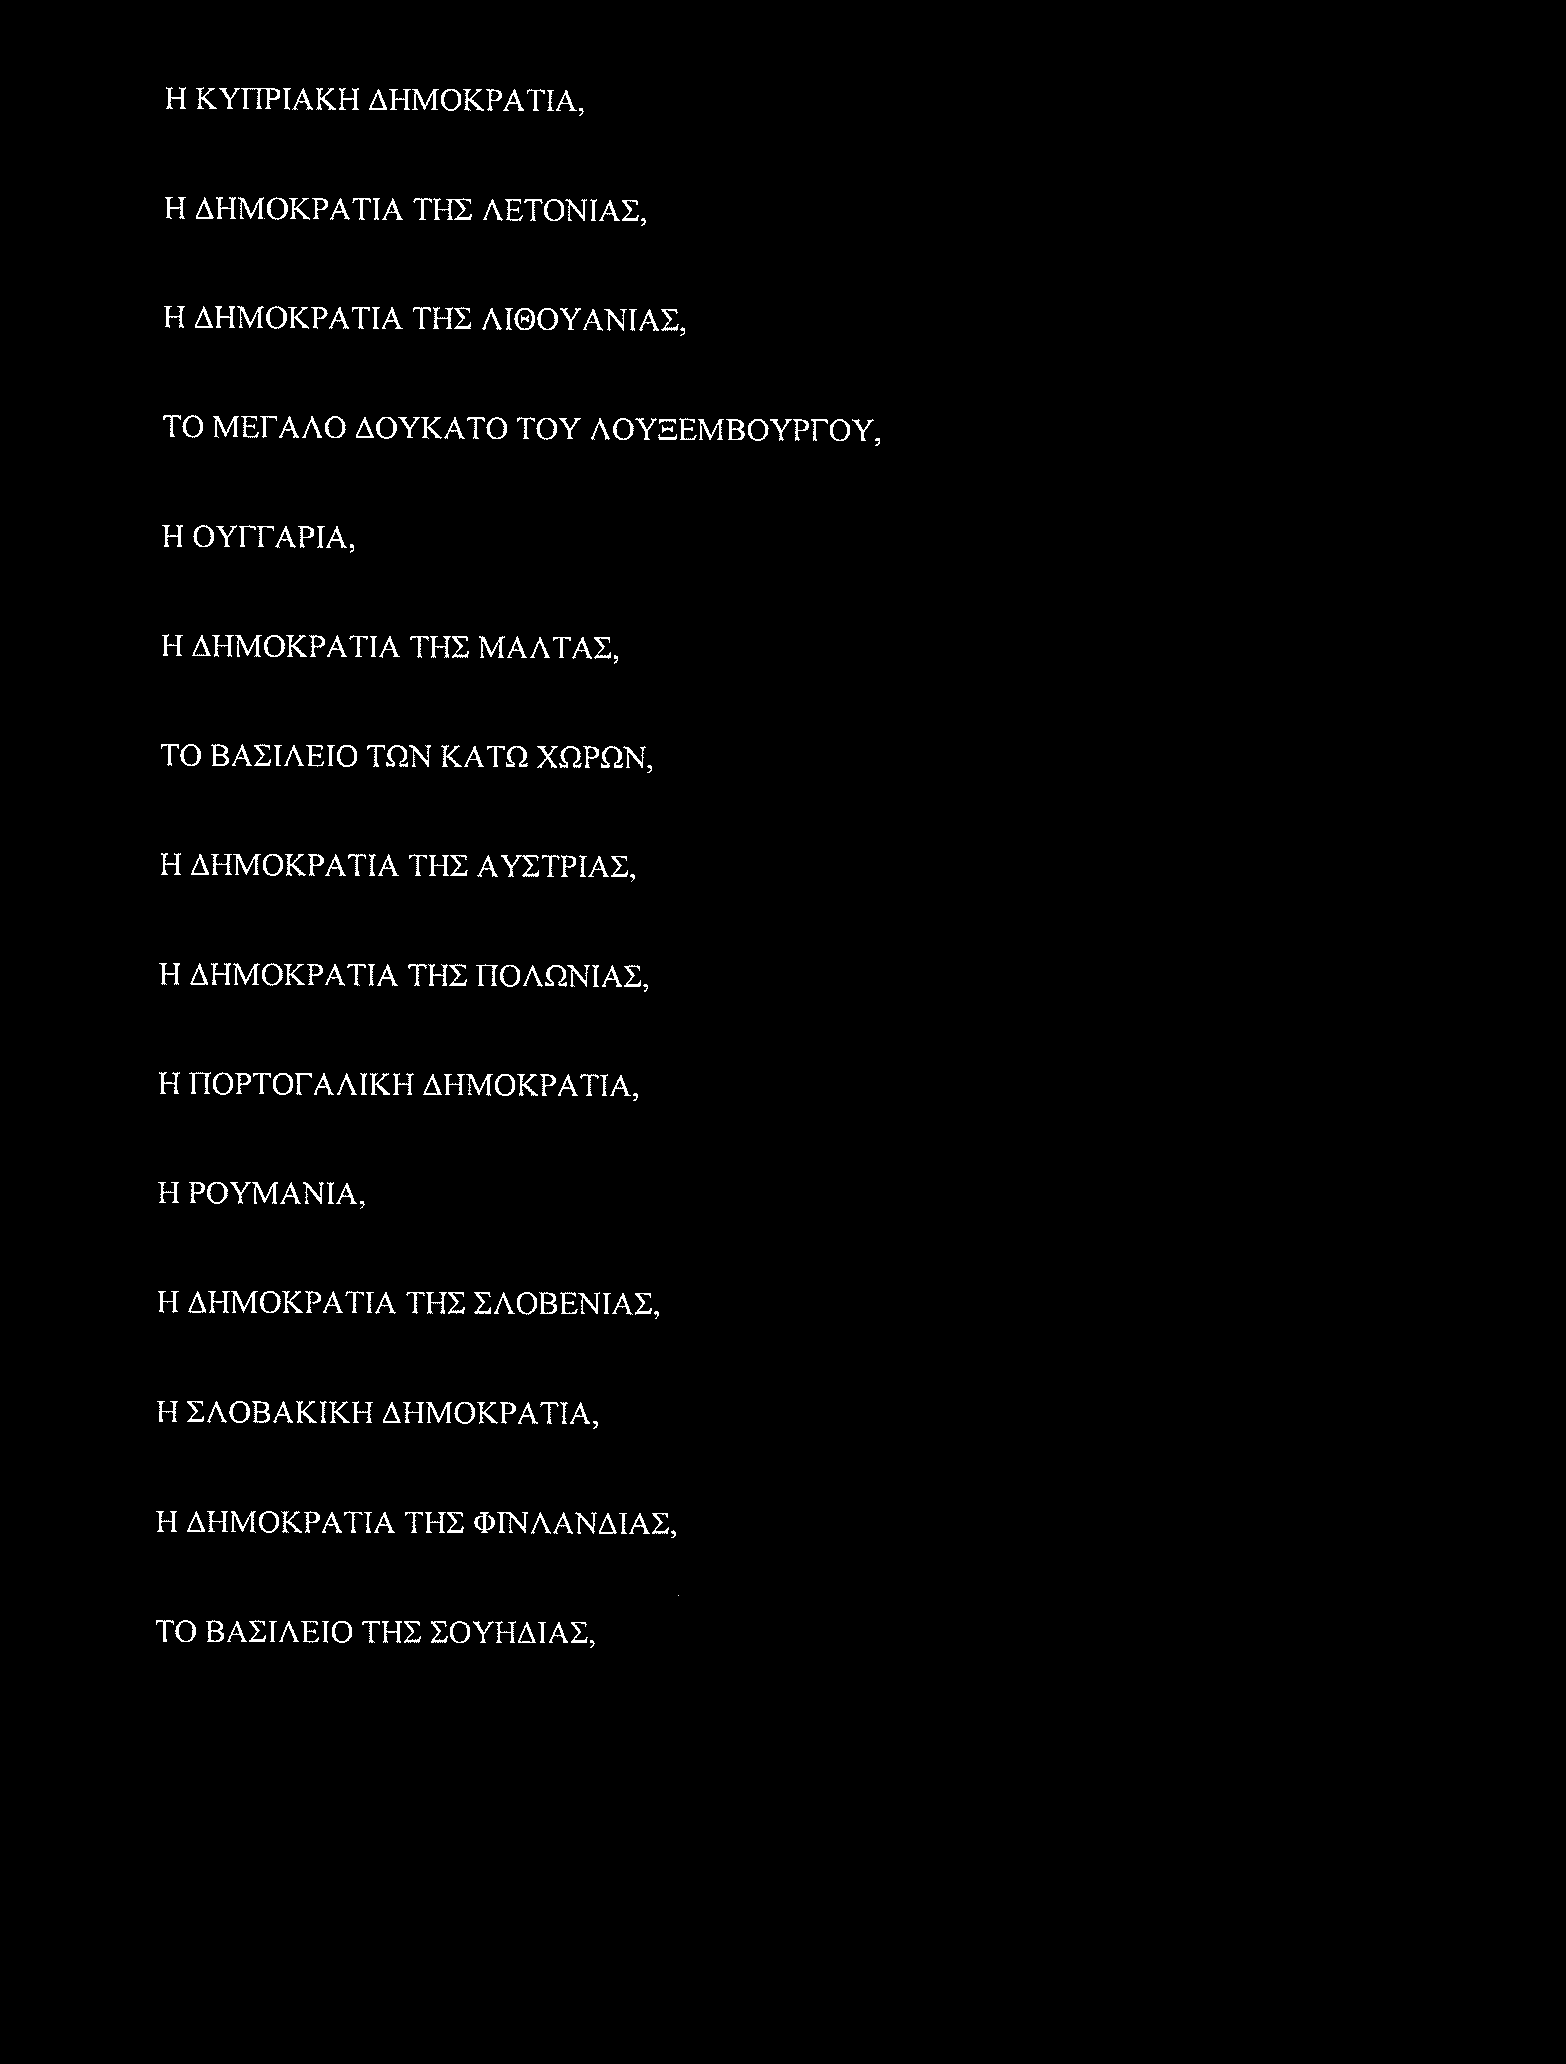 Η ΚΥΠΡΙΑΚΗ ΔΗΜΟΚΡΑΤΙΑ,
Η ΔΗΜΟΚΡΑΤΙΑ ΤΗΣ ΛΕΤΟΝΙΑΣ,
Η ΔΗΜΟΚΡΑΤΙΑ ΤΗΣ ΛΙΘΟΥΑΝΙΑΣ,
ΤΟ ΜΕΓΑΛΟ ΔΟΥΚΑΤΟ ΤΟΥ ΛΟΥΞΕΜΒΟΥΡΓΟΥ,
Η ΟΥΓΓΑΡΙΑ,
Η ΔΗΜΟΚΡΑΤΙΑ ΤΗΣ ΜΑΛΤΑΣ,
ΤΟ ΒΑΣΙΛΕΙΟ ΤΩΝ ΚΑΤΩ ΧΩΡΩΝ,
Η ΔΗΜΟΚΡΑΤΙΑ ΤΗΣ ΑΥΣΤΡΙΑΣ,
Η ΔΗΜΟΚΡΑΤΙΑ ΤΗΣ ΠΟΛΩΝΙΑΣ,
Η ΠΟΡΤΟΓΑΛΙΚΗ ΔΗΜΟΚΡΑΤΙΑ,
Η ΡΟΥΜΑΝΙΑ,
Η ΔΗΜΟΚΡΑΤΙΑ ΤΗΣ ΣΛΟΒΕΝΙΑΣ,
Η ΣΛΟΒΑΚΙΚΗ ΔΗΜΟΚΡΑΤΙΑ,
Η ΔΗΜΟΚΡΑΤΙΑ ΤΗΣ ΦΙΝΛΑΝΔΙΑΣ,
ΤΟ ΒΑΣΙΛΕΙΟ ΤΗΣ ΣΟΥΗΔΙΑΣ,